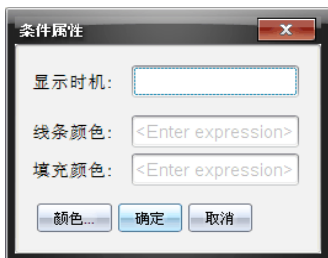 条件属性
显示时机:
线条颜色: <Enter expression>
填充颜色: <Enter expression>
颜色... 确定 取消